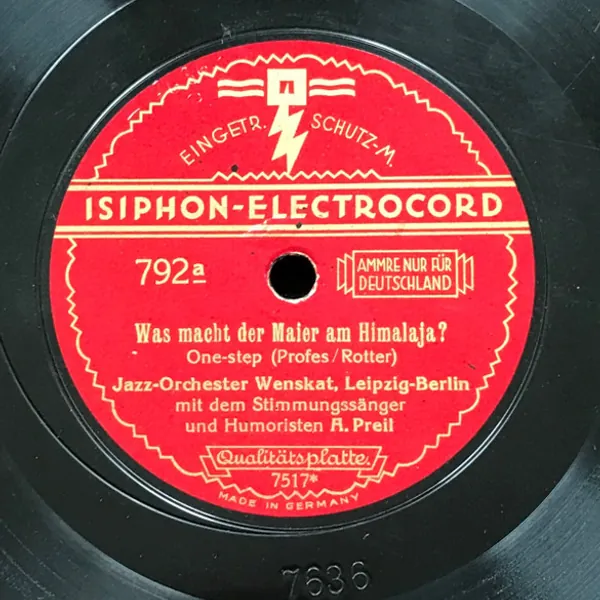 EINGETR. SCHUTZ-M.
ISIPHON-ELECTROCORD
792a
AMMRE NUR FÜR
DEUTSCHLAND
Was macht der Maier am Himalaja?
One-step (Profes/Rotter)
Jazz-Orchester Wenskat, Leipzig-Berlin
mit dem Stimmungssänger
und Humoristen A. Preil
Qualitätsplatte.
7517*
MADE IN GERMANY
7636